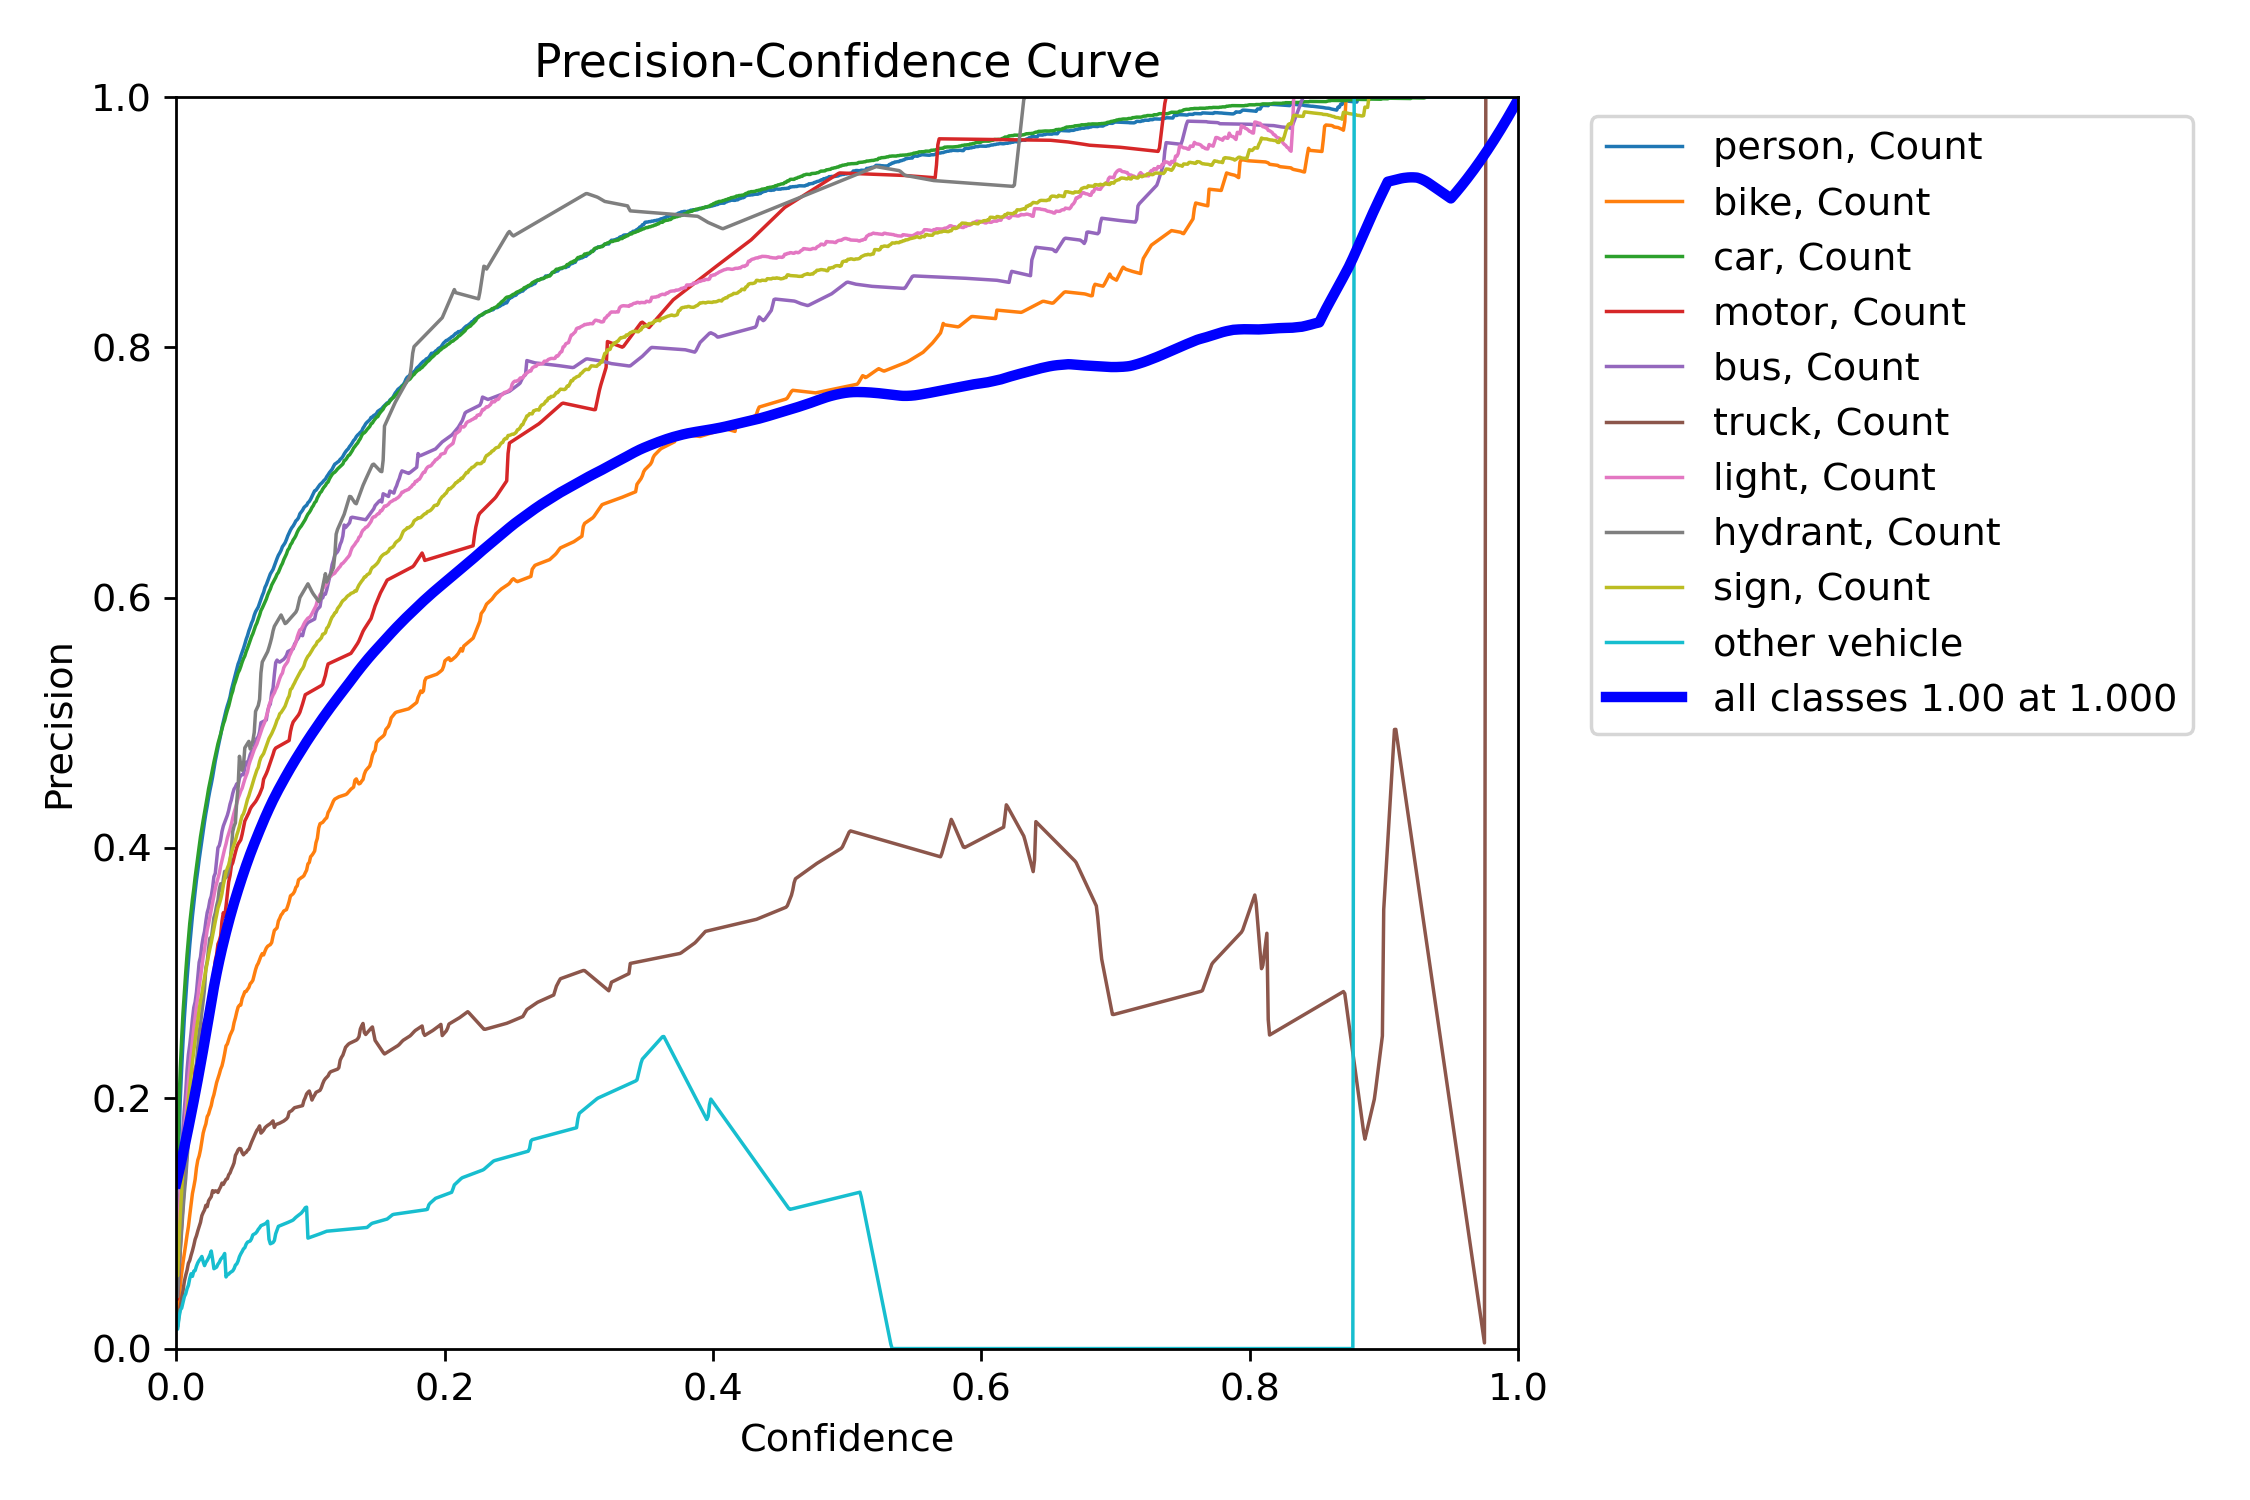 Precision-Confidence Curve
1.0
0.8
0.6
0.4
0.2
0.0
Precision
0.0 0.2 0.4 0.6 0.8 1.0
Confidence
person, Count
bike, Count
car, Count
motor, Count
bus, Count
truck, Count
light, Count
hydrant, Count
sign, Count
other vehicle
all classes 1.00 at 1.000